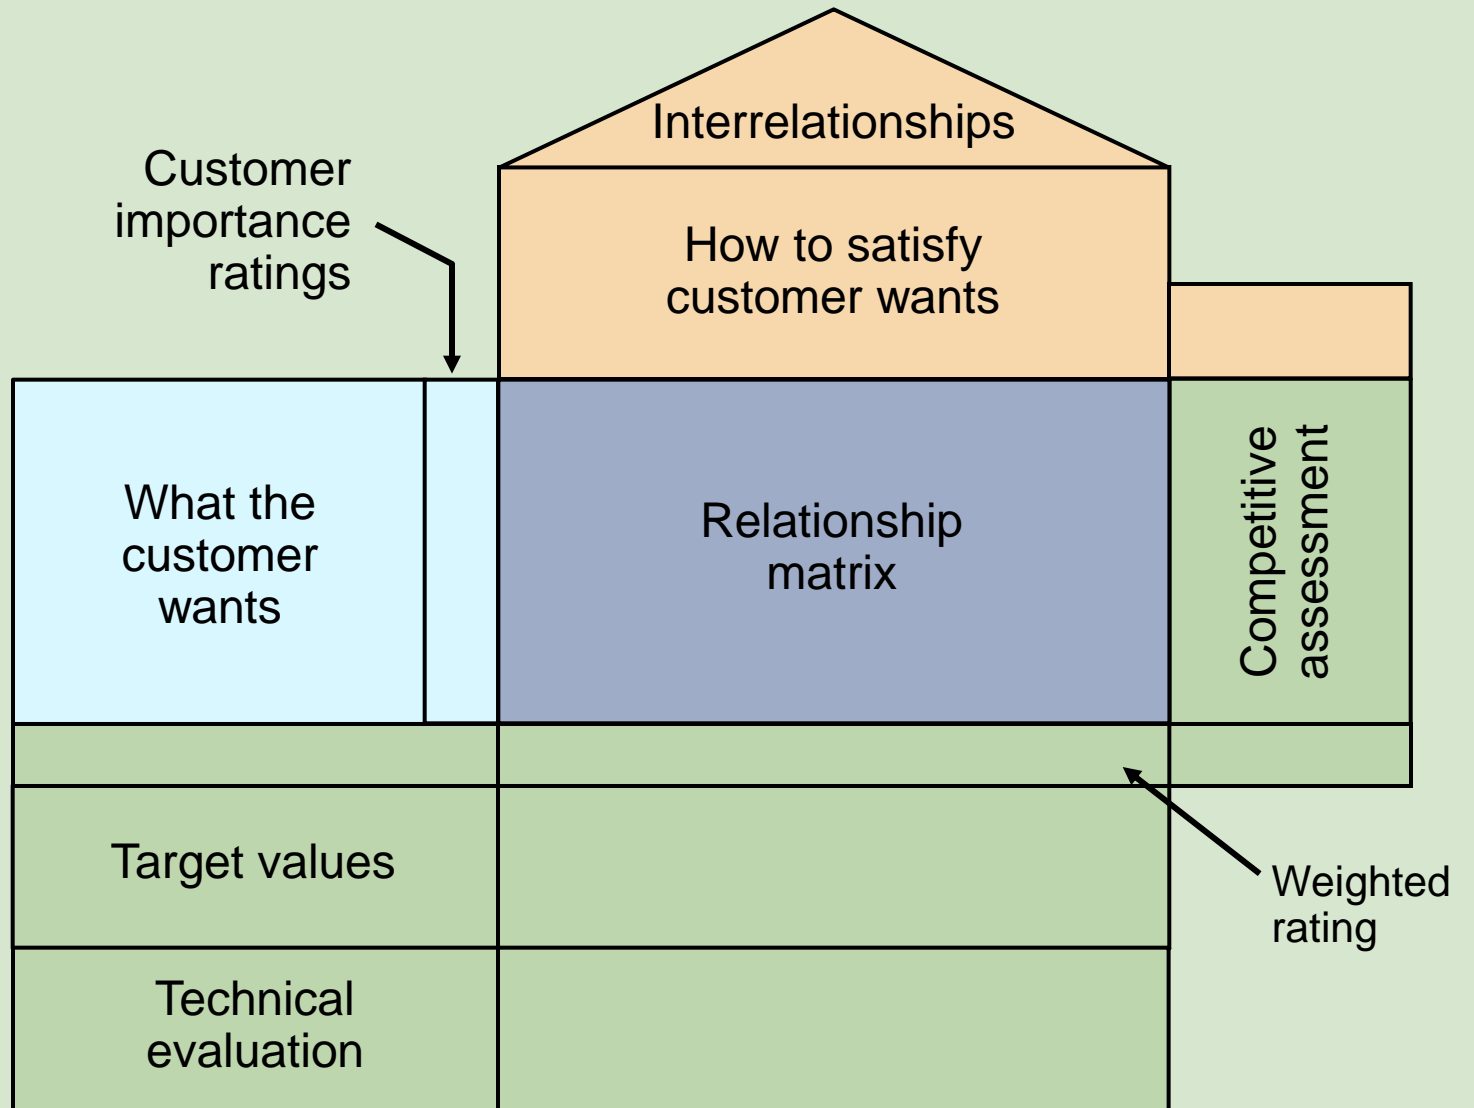 Interrelationships
Customer
importance
ratings
How to satisfy
customer wants
What the
customer
wants
Relationship
matrix
Competitive
assessment
Target values
Weighted
rating
Technical
evaluation